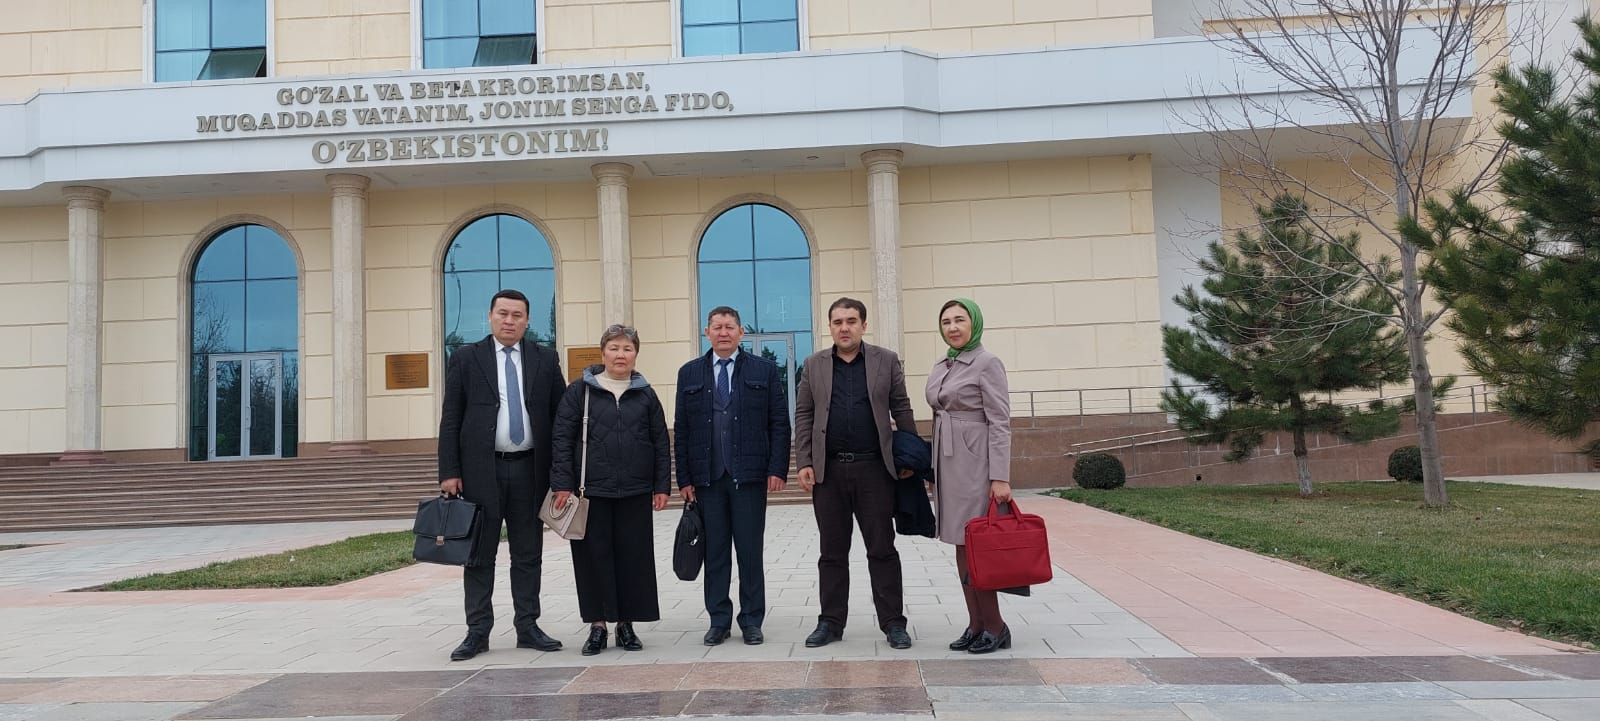 GO‘ZAL VA BETAKRORIMSAN,
MUQADDAS VATANIM, JONIM SENGA FIDO,
O‘ZBEKISTONIM!